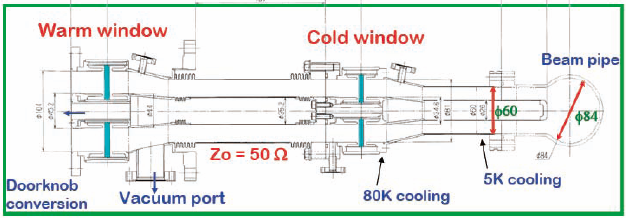 Warm window
Cold window
Beam pipe
ϕ60
ϕ84
Zo = 50 Ω
Doorknob
conversion
Vacuum port
80K cooling
5K cooling